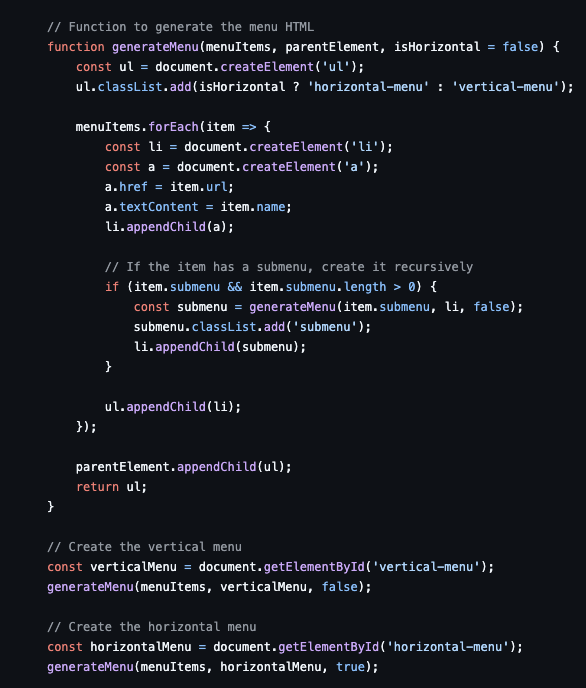 // Function to generate the menu HTML
function generateMenu(menuItems, parentElement, isHorizontal = false) {
    const ul = document.createElement('ul');
    ul.classList.add(isHorizontal ? 'horizontal-menu' : 'vertical-menu');

    menuItems.forEach(item => {
        const li = document.createElement('li');
        const a = document.createElement('a');
        a.href = item.url;
        a.textContent = item.name;
        li.appendChild(a);

        // If the item has a submenu, create it recursively
        if (item.submenu && item.submenu.length > 0) {
            const submenu = generateMenu(item.submenu, li, false);
            submenu.classList.add('submenu');
            li.appendChild(submenu);
        }

        ul.appendChild(li);
    });

    parentElement.appendChild(ul);
    return ul;
}

// Create the vertical menu
const verticalMenu = document.getElementById('vertical-menu');
generateMenu(menuItems, verticalMenu, false);

// Create the horizontal menu
const horizontalMenu = document.getElementById('horizontal-menu');
generateMenu(menuItems, horizontalMenu, true);